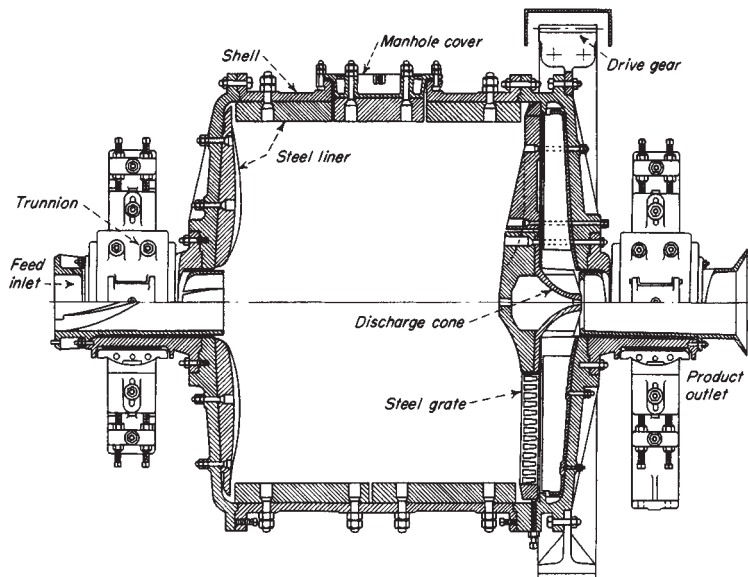 Manhole cover
Shell
Drive gear
Steel liner
Trunnion
Feed
inlet
Discharge cone
Product
outlet
Steel grate